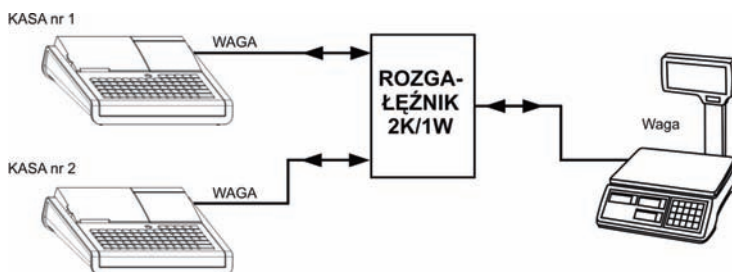 KASA nr 1
WAGA
ROZGA-
ŁĘŹNIK
2K/1W
Waga
KASA nr 2
WAGA